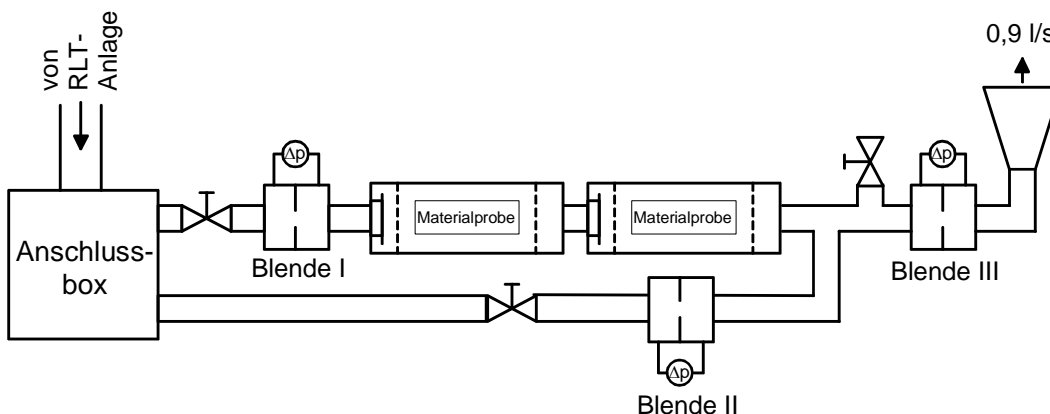 von
RLT-
Anlage
0,9 l/s
Δp
Δp
Materialprobe
Materialprobe
Anschluss-
box
Blende I
Blende III
Δp
Blende II